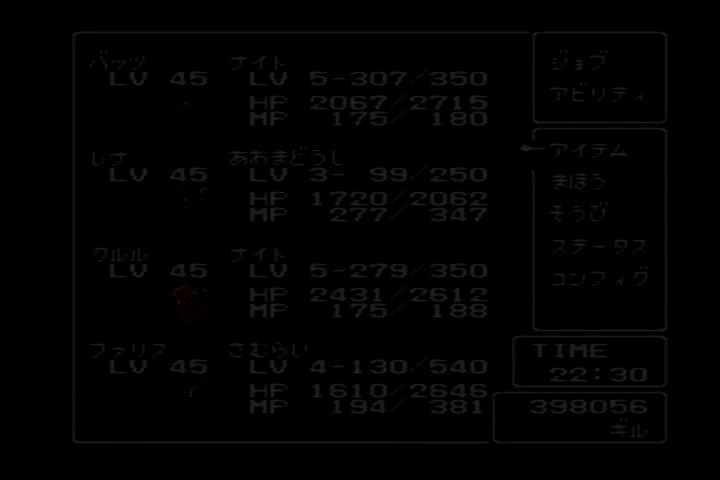 バッツ ナイト
LV 45 LV 5-307/350
HP 2067/2715
MP 175/180
レナ あおまどうし
LV 45 LV 3- 99/250
HP 1720/2062
MP 277/347
クルル ナイト
LV 45 LV 5-279/350
HP 2431/2612
MP 175/188
ファリス さむらい
LV 45 LV 4-130/540
HP 1610/2646
MP 194/381
ジョブ
アビリティ
アイテム
まほう
そうび
ステータス
コンフィグ
TIME
22:30
398056
ギル